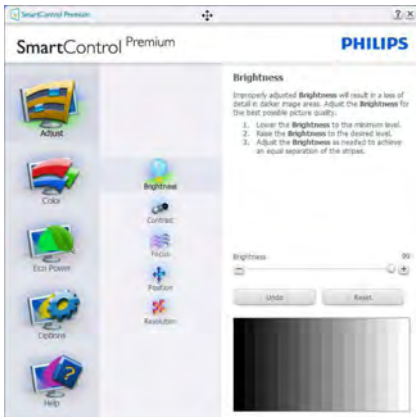 SmartControl Premium
? X
SmartControl Premium
PHILIPS
Adjust
Color
Eco Power
Options
Help
Brightness
Contrast
Focus
Position
Resolution
Brightness
Improperly adjusted Brightness will result in a loss of
detail in darker image areas. Adjust the Brightness for
the best possible picture quality.
1. Lower the Brightness to the minimum level.
2. Raise the Brightness to the desired level.
3. Adjust the Brightness as needed to achieve
an equal separation of the stripes.
Brightness 99
Undo Reset